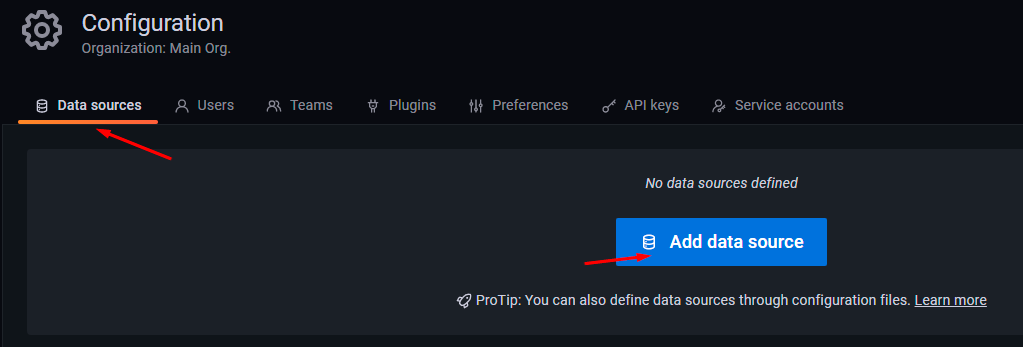 Configuration
Organization: Main Org.
Data sources Users Teams Plugins Preferences API keys Service accounts
No data sources defined
Add data source
ProTip: You can also define data sources through configuration files. Learn more